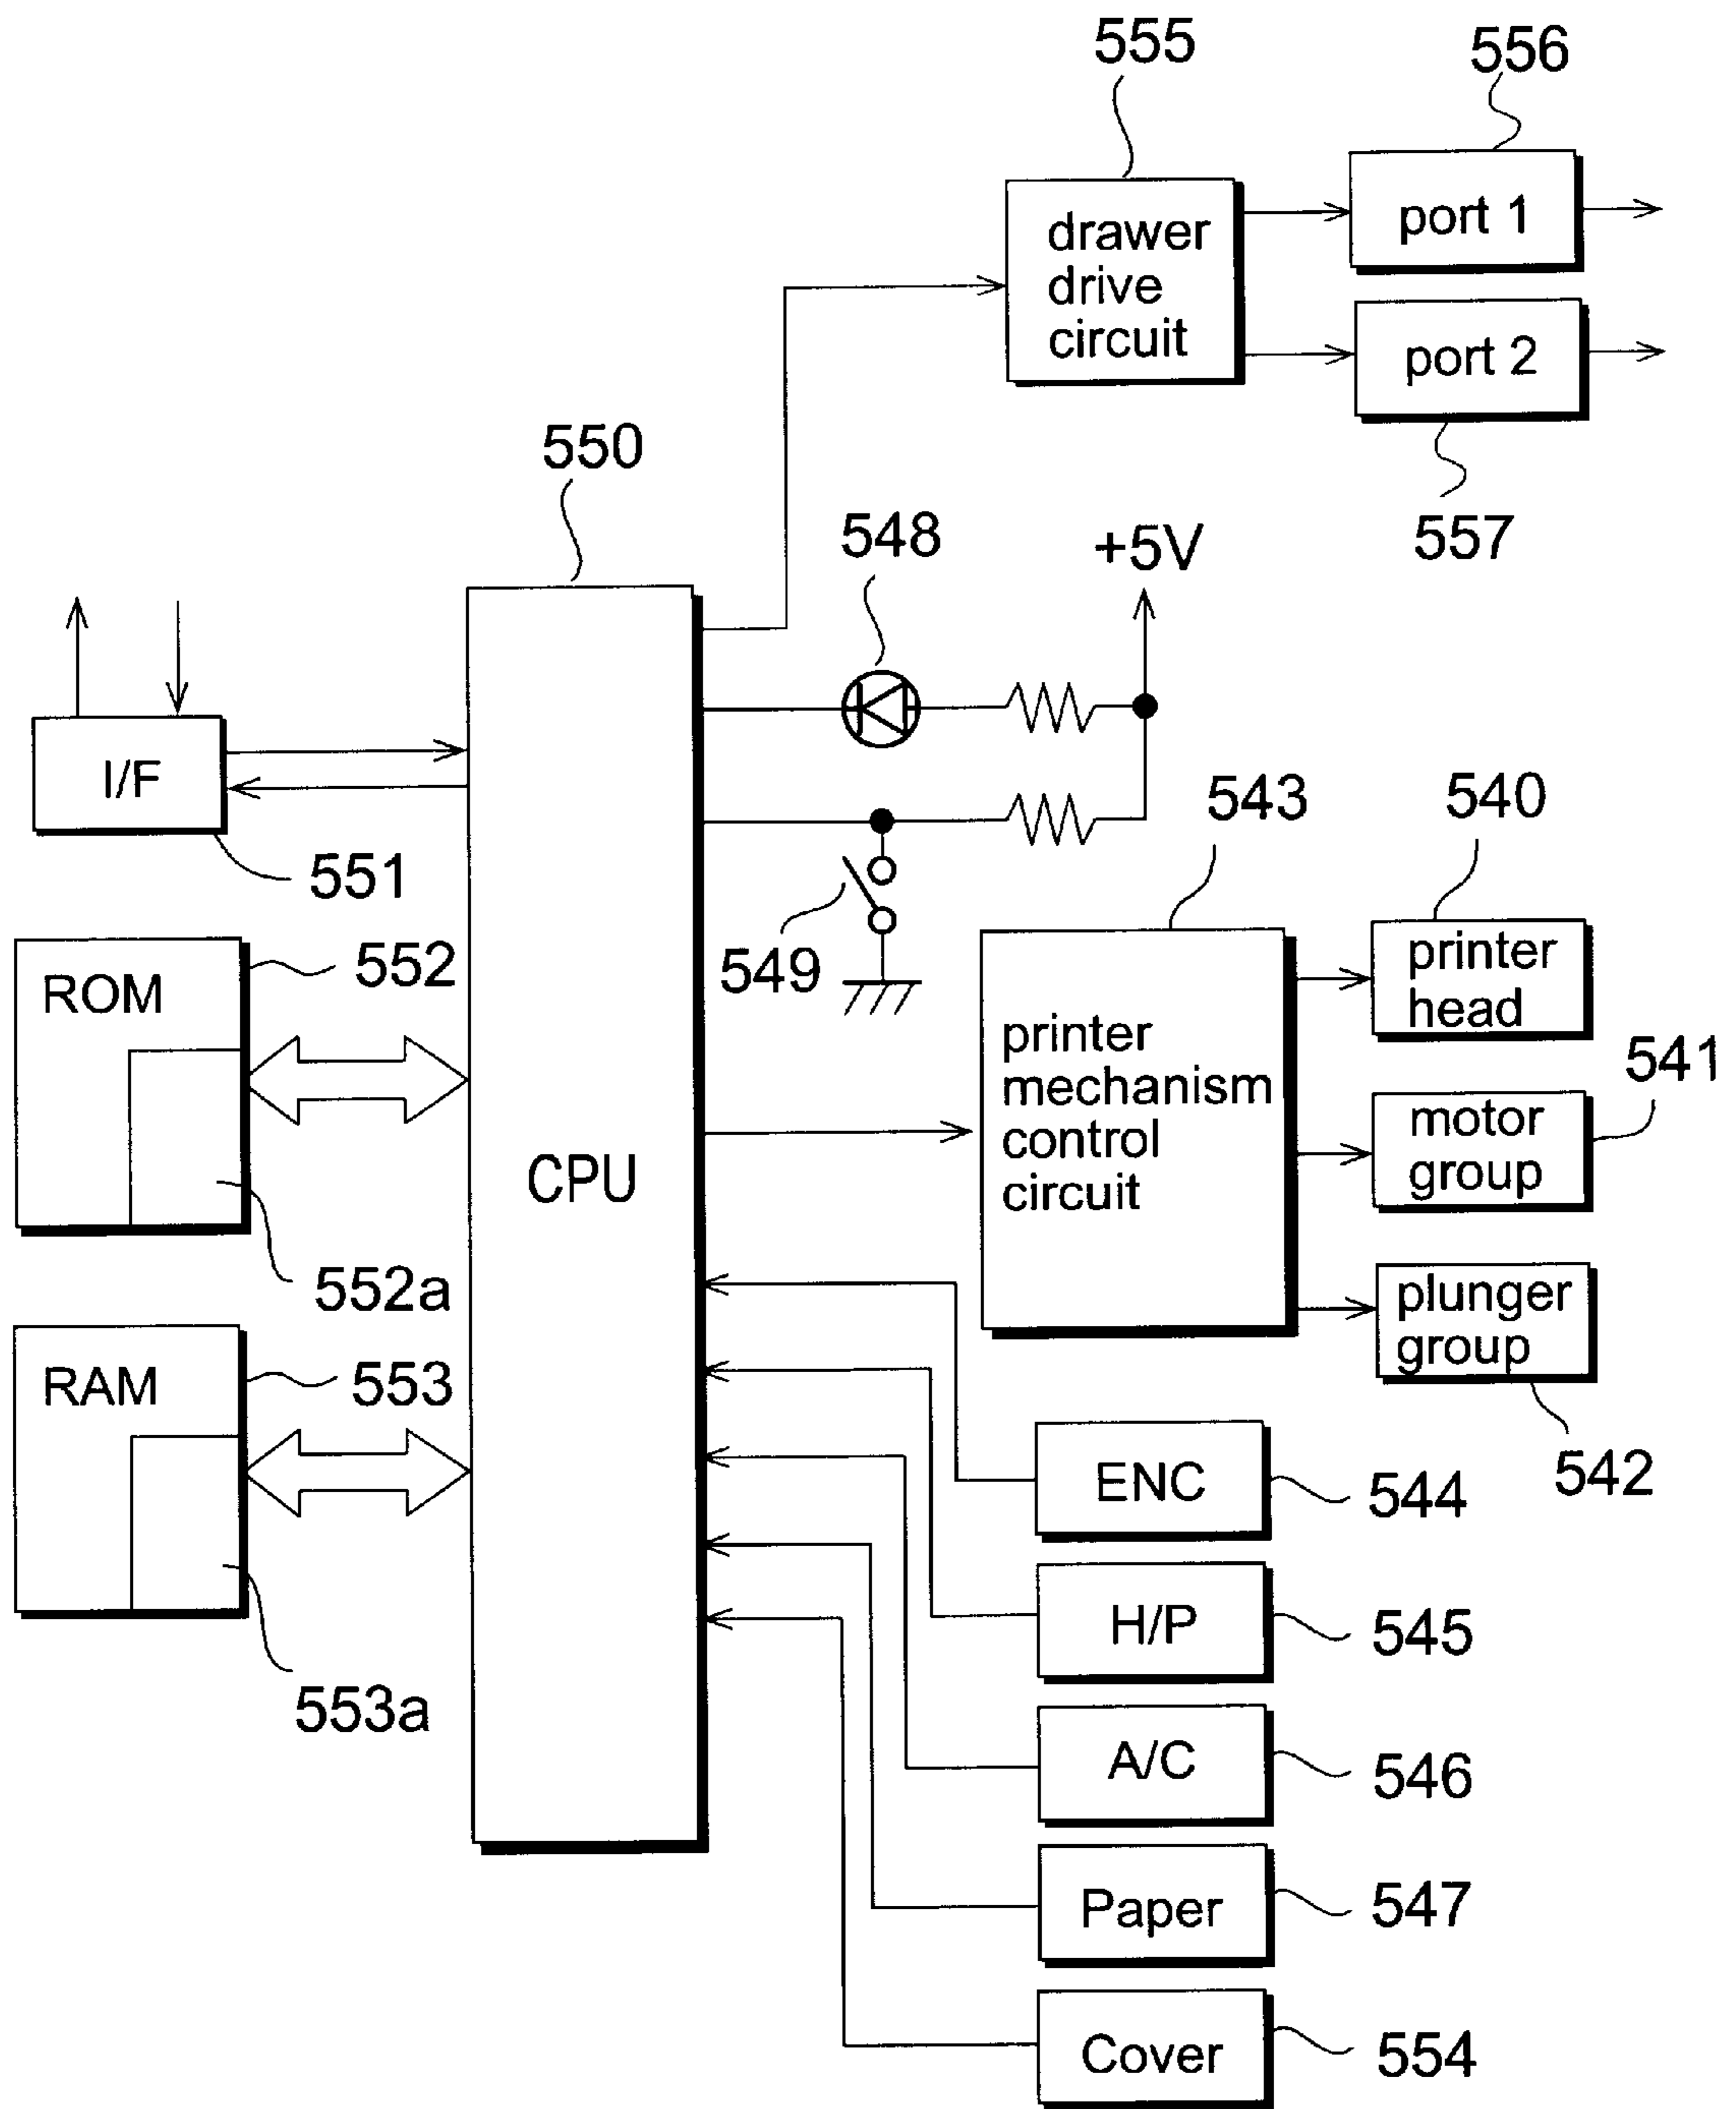 555
556
drawer
drive
circuit
port 1
port 2
557
550
548
+5V
I/F
551
543
540
549
ROM
552
552a
CPU
printer
mechanism
control
circuit
printer
head
541
motor
group
plunger
group
542
RAM
553
553a
ENC
544
H/P
545
A/C
546
Paper
547
Cover
554